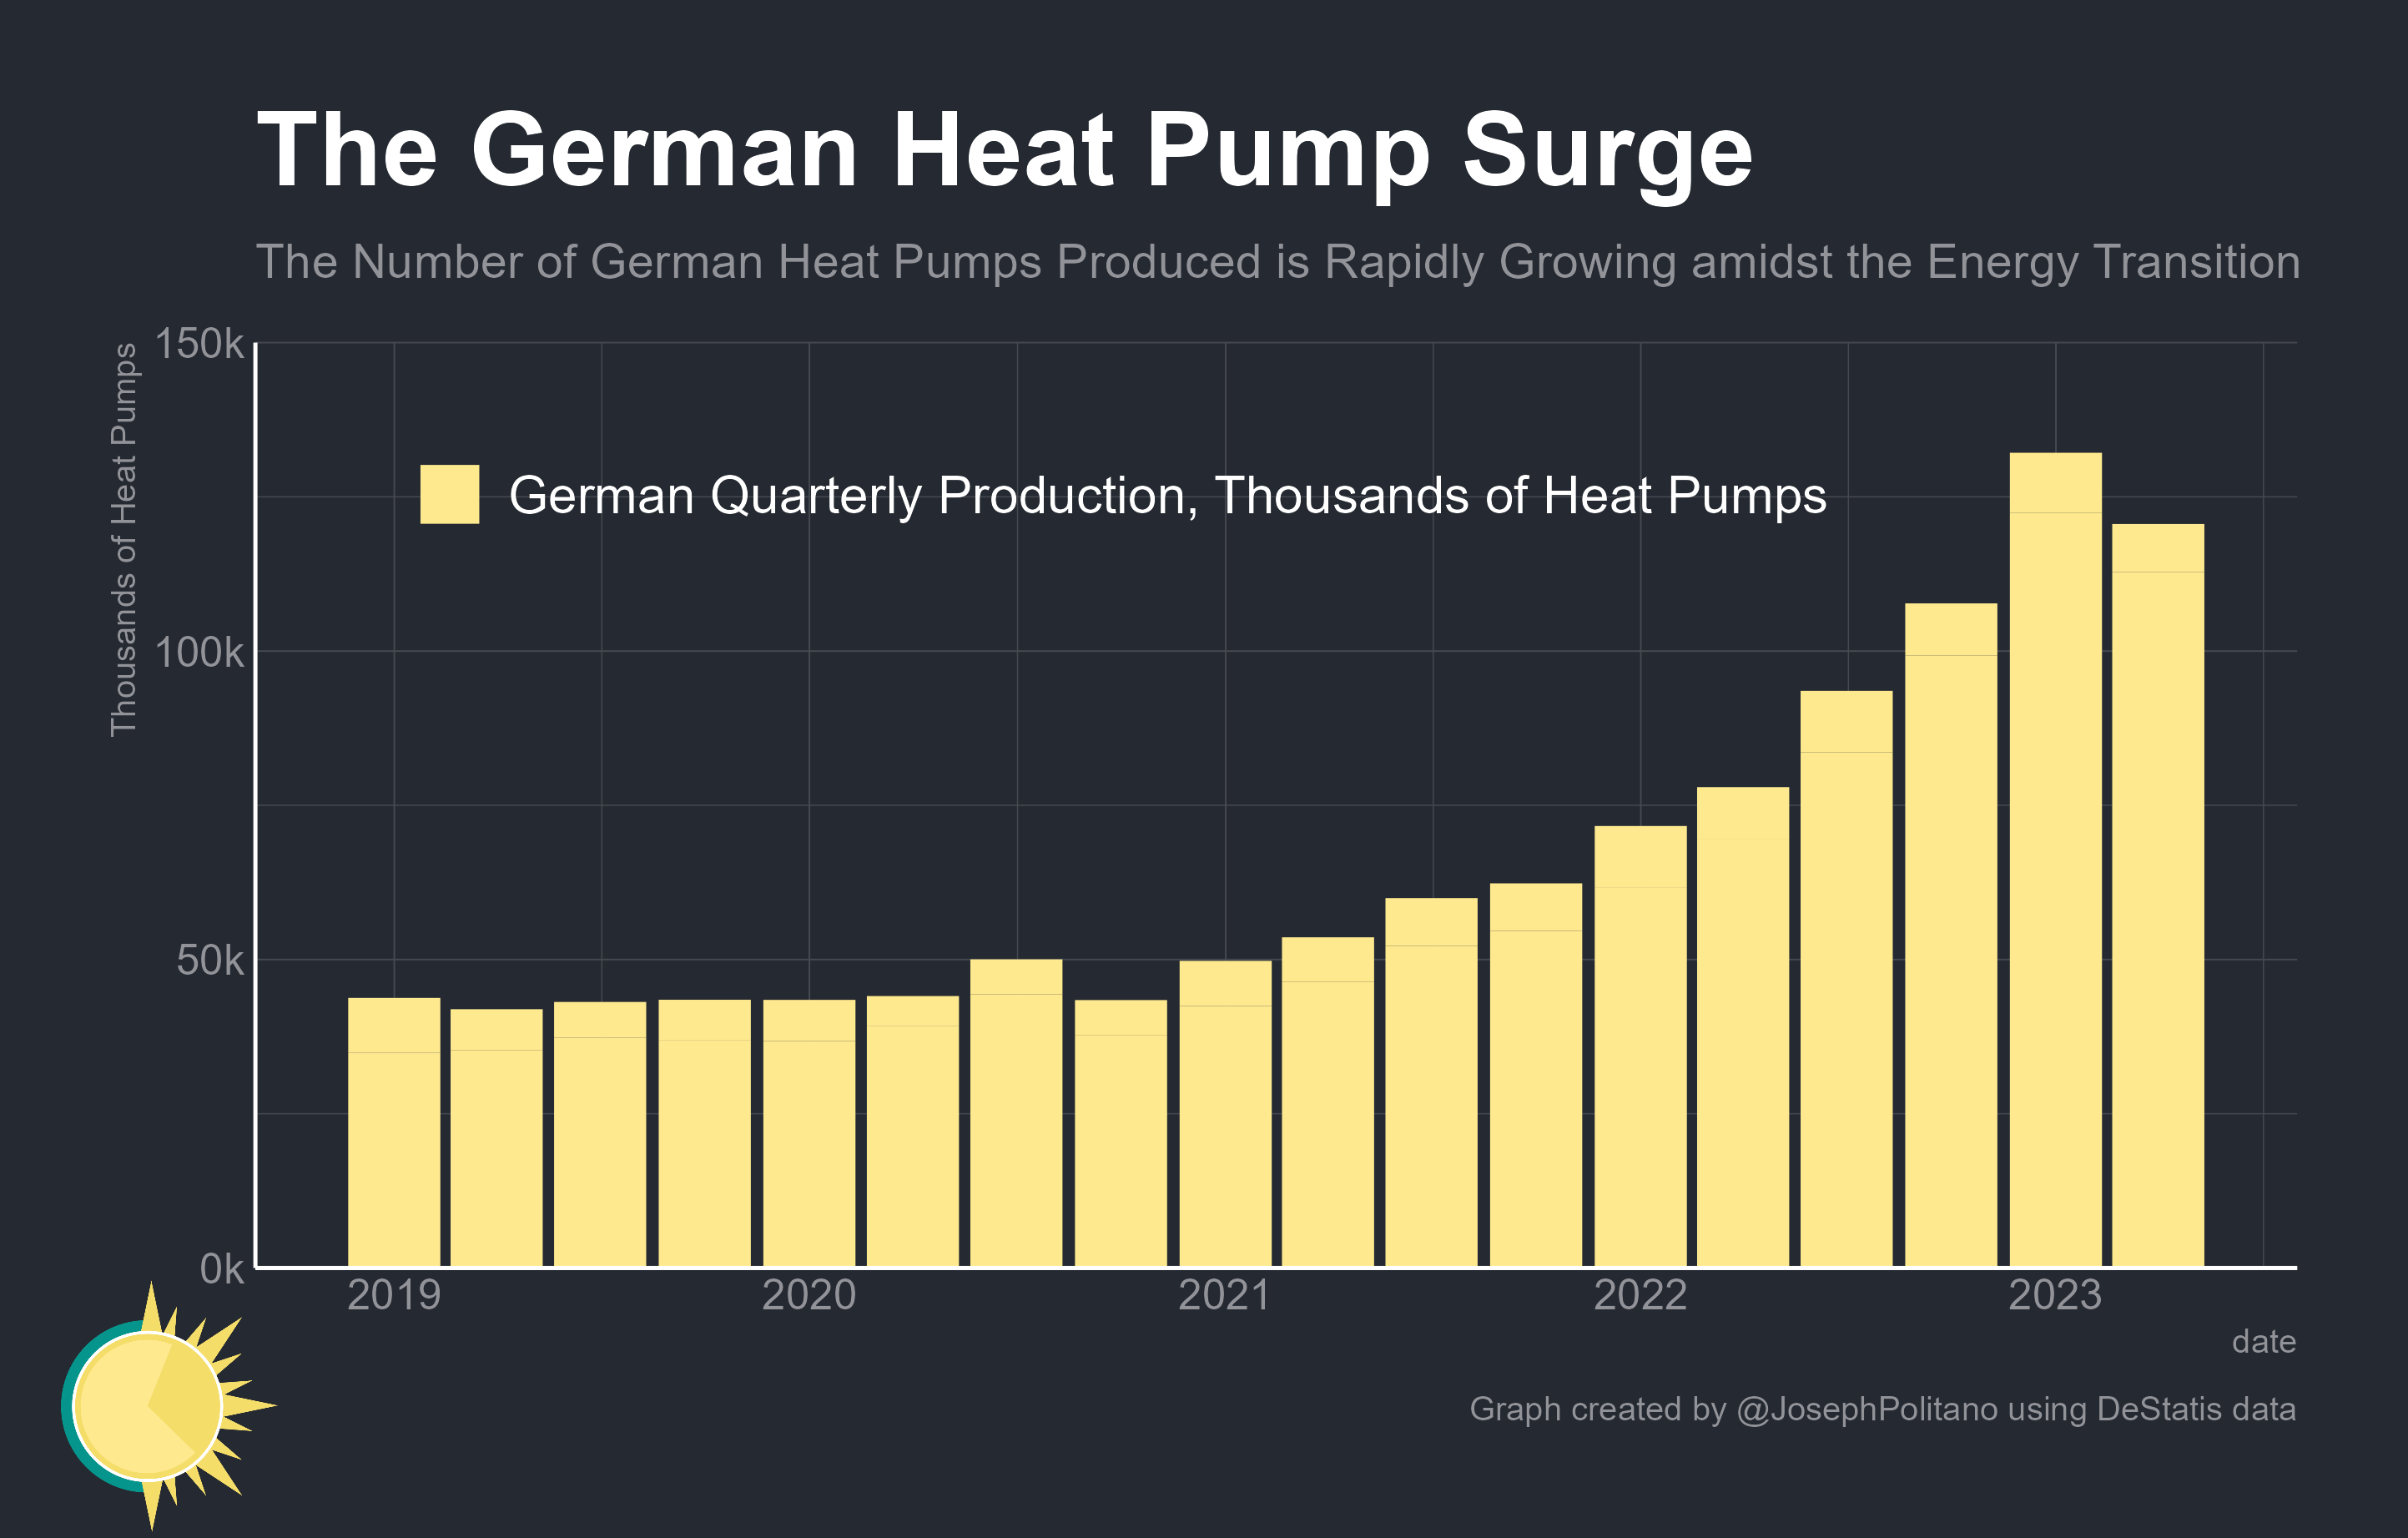 The German Heat Pump Surge
The Number of German Heat Pumps Produced is Rapidly Growing amidst the Energy Transition
Thousands of Heat Pumps
150k
100k
50k
0k
German Quarterly Production, Thousands of Heat Pumps
2019 2020 2021 2022 2023
date
Graph created by @JosephPolitano using DeStatis data